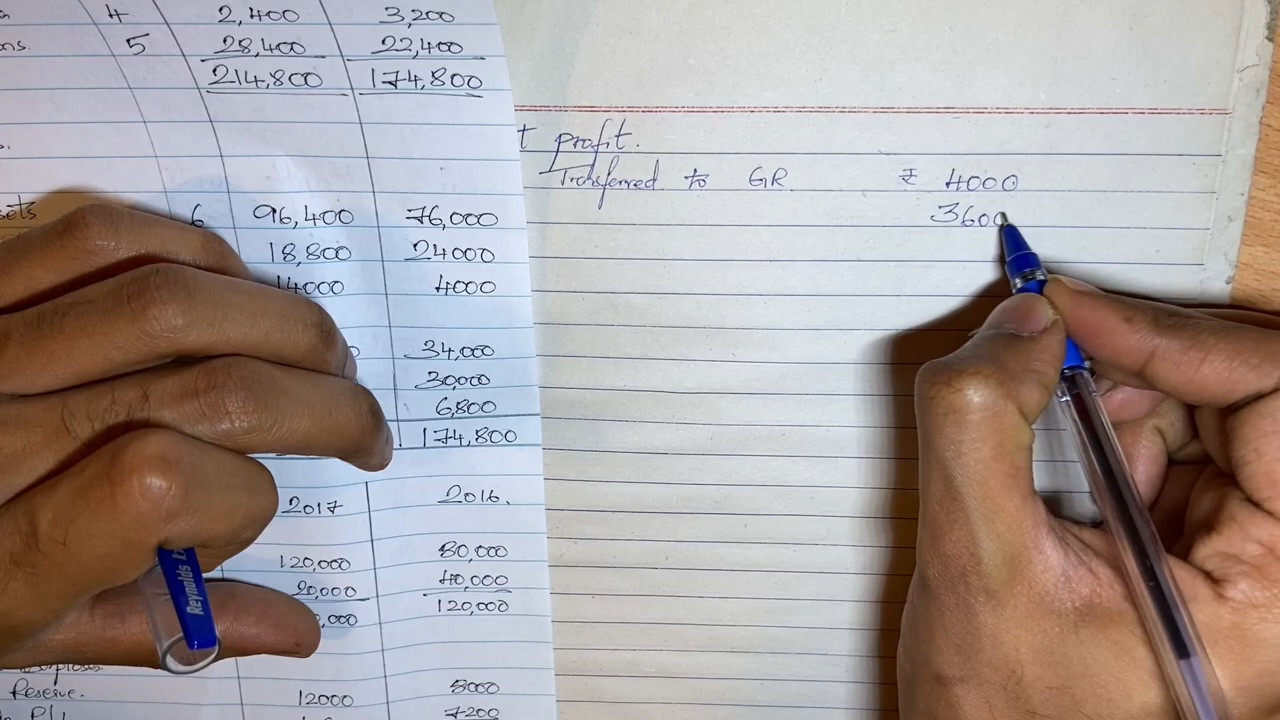 4 2,400 3,200
ons. 5 28,400 22,400
214,800 174,800
sets 6 96,400 76,000
18,800 24000
14000 4000
34,000
30000
6,800
174,800
2017 2016.
120,000 80,000
20,000 40,000
,000 120,000
Reserve. 12000 8000
P/L 7200
t profit.
Transferred to GR ₹ 4000
3600
Reynolds